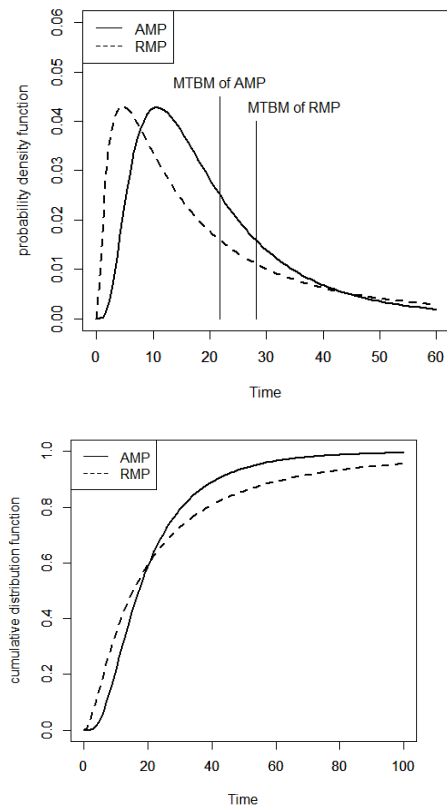 AMP
RMP
MTBM of AMP
MTBM of RMP
probability density function
0.00
0.01
0.02
0.03
0.04
0.05
0.06
0 10 20 30 40 50 60
Time
AMP
RMP
cumulative distribution function
0.0
0.2
0.4
0.6
0.8
1.0
0 20 40 60 80 100
Time